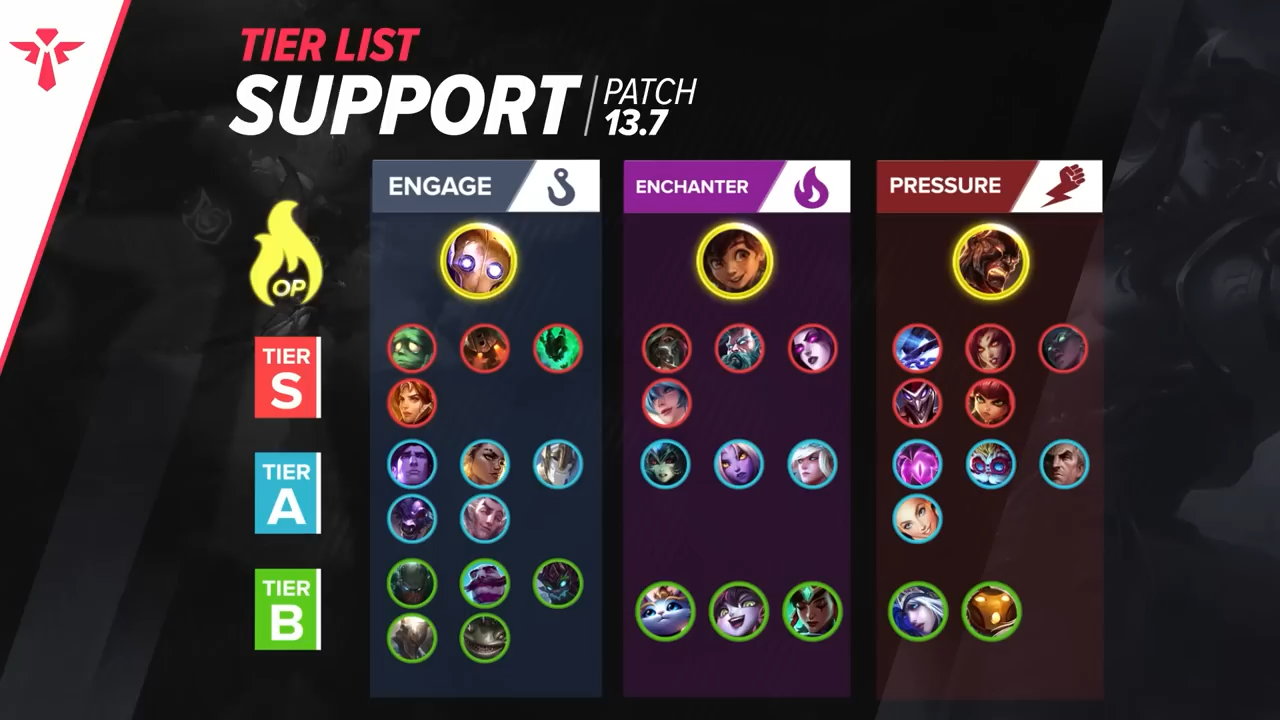 TIER LIST
SUPPORT
PATCH
13.7
ENGAGE
ENCHANTER
PRESSURE
OP
TIER
S
TIER
A
TIER
B